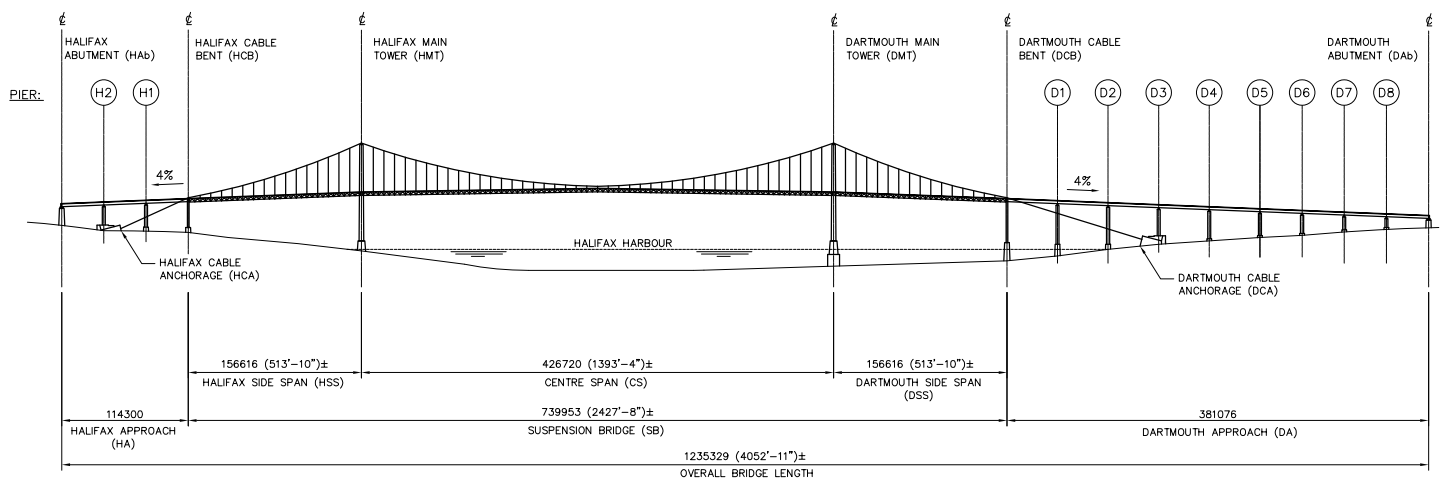 ℄ ℄ ℄ ℄ ℄ ℄
HALIFAX
ABUTMENT (HAb)
HALIFAX CABLE
BENT (HCB)
HALIFAX MAIN
TOWER (HMT)
DARTMOUTH MAIN
TOWER (DMT)
DARTMOUTH CABLE
BENT (DCB)
DARTMOUTH
ABUTMENT (DAb)
PIER:
H2 H1 D1 D2 D3 D4 D5 D6 D7 D8
4%
4%
HALIFAX HARBOUR
HALIFAX CABLE
ANCHORAGE (HCA)
DARTMOUTH CABLE
ANCHORAGE (DCA)
156616 (513'-10")±
HALIFAX SIDE SPAN (HSS)
426720 (1393'-4")±
CENTRE SPAN (CS)
156616 (513'-10")±
DARTMOUTH SIDE SPAN
(DSS)
114300
HALIFAX APPROACH
(HA)
739953 (2427'-8")±
SUSPENSION BRIDGE (SB)
381076
DARTMOUTH APPROACH (DA)
1235329 (4052'-11")±
OVERALL BRIDGE LENGTH